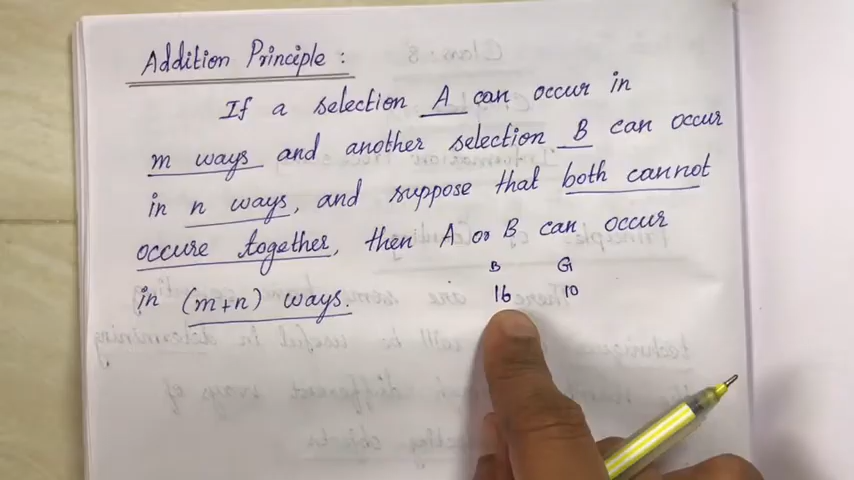 Addition Principle :
If a selection A can occur in
m ways and another selection B can occur
in n ways, and suppose that both cannot
occure together, then A or B can occur
B G
in (m+n) ways. 16 10